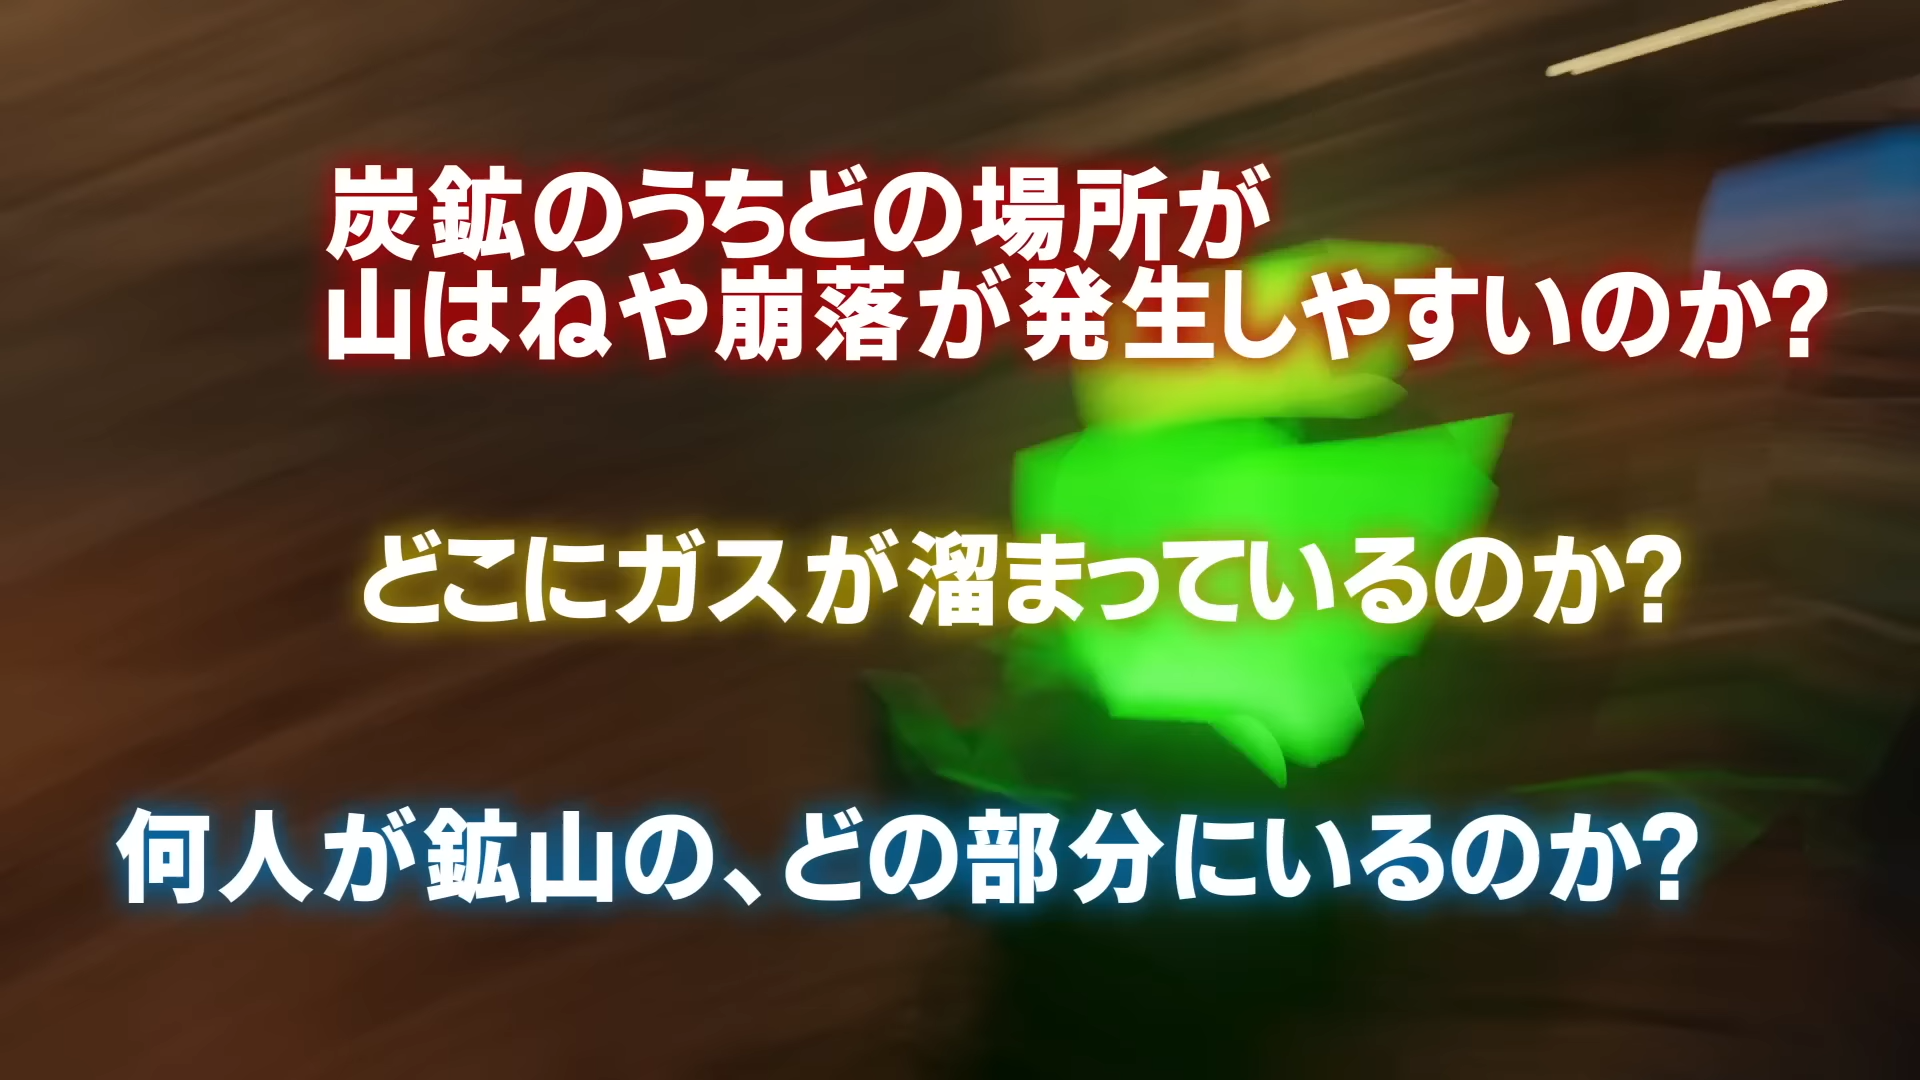 炭鉱のうちどの場所が
山はねや崩落が発生しやすいのか?
どこにガスが溜まっているのか?
何人が鉱山の、どの部分にいるのか?